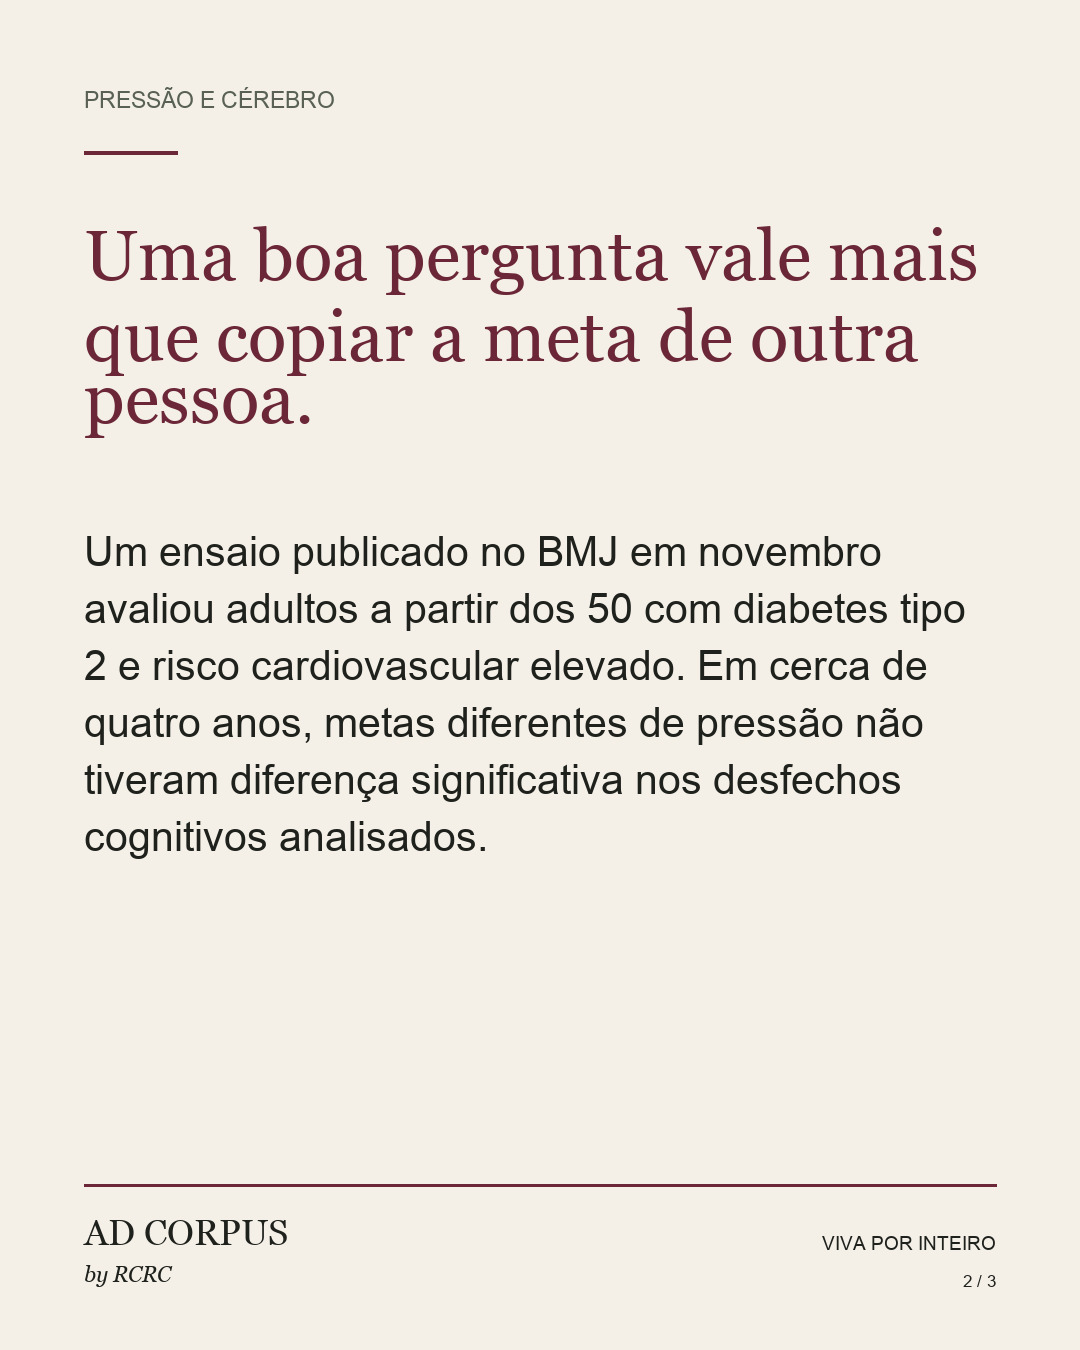 PRESSÃO E CÉREBRO
Uma boa pergunta vale mais
que copiar a meta de outra
pessoa.
Um ensaio publicado no BMJ em novembro
avaliou adultos a partir dos 50 com diabetes tipo
2 e risco cardiovascular elevado. Em cerca de
quatro anos, metas diferentes de pressão não
tiveram diferença significativa nos desfechos
cognitivos analisados.
AD CORPUS
by RCRC
VIVA POR INTEIRO
2 / 3